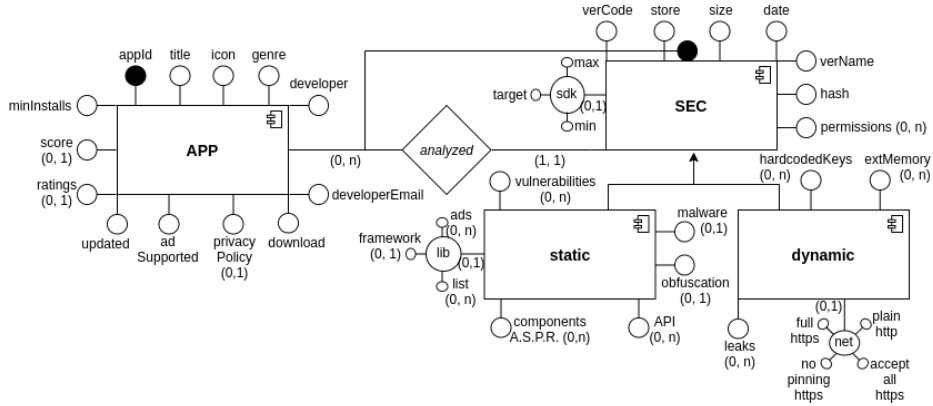 verCode
store
size
date
appId
title
icon
genre
developer
max
verName
minInstalls
target
sdk
(0,1)
SEC
hash
min
permissions (0, n)
score
(0, 1)
APP
(0, n)
analyzed
(1, 1)
ratings
(0, 1)
developerEmail
vulnerabilities
(0, n)
hardcodedKeys
(0, n)
extMemory
(0, n)
updated
ad
Supported
privacy
Policy
(0,1)
download
ads
(0, n)
framework
(0, 1)
lib
(0,1)
list
(0, n)
static
malware
(0,1)
obfuscation
(0, 1)
dynamic
components
A.S.P.R. (0,n)
API
(0, n)
leaks
(0, n)
(0,1)
full
https
plain
http
net
no
pinning
https
accept
all
https